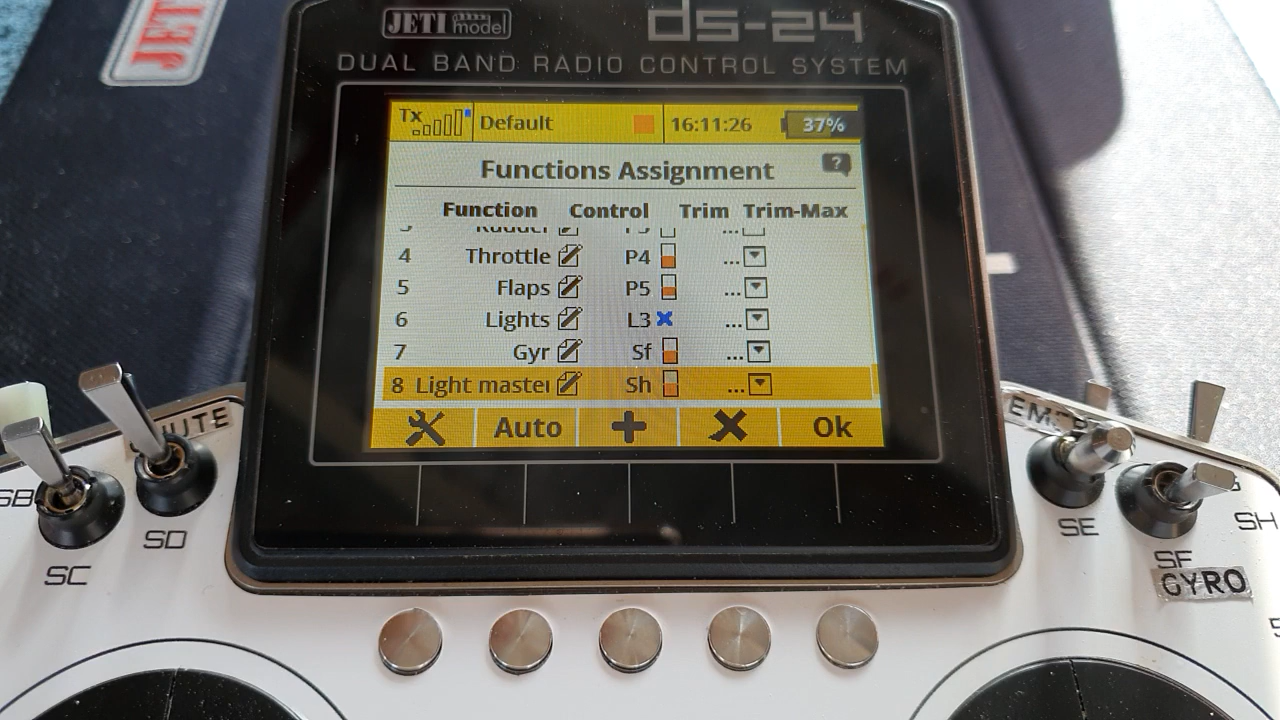 JETI model ds-24
JET
DUAL BAND RADIO CONTROL SYSTEM
Tx Default 16:11:26 37%
Functions Assignment ?
Function Control Trim Trim-Max
4 Throttle P4 ...
5 Flaps P5 ...
6 Lights L3 ...
7 Gyr Sf ...
8 Light master Sh ...
Auto Ok
SB
SD
SC
SE
SF
SH
GYRO